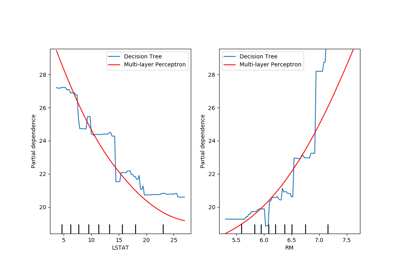 Decision Tree
Multi-layer Perceptron
Decision Tree
Multi-layer Perceptron
Partial dependence
28
26
24
22
20
5 10 15 20 25
LSTAT
Partial dependence
28
26
24
22
20
5.5 6.0 6.5 7.0 7.5
RM